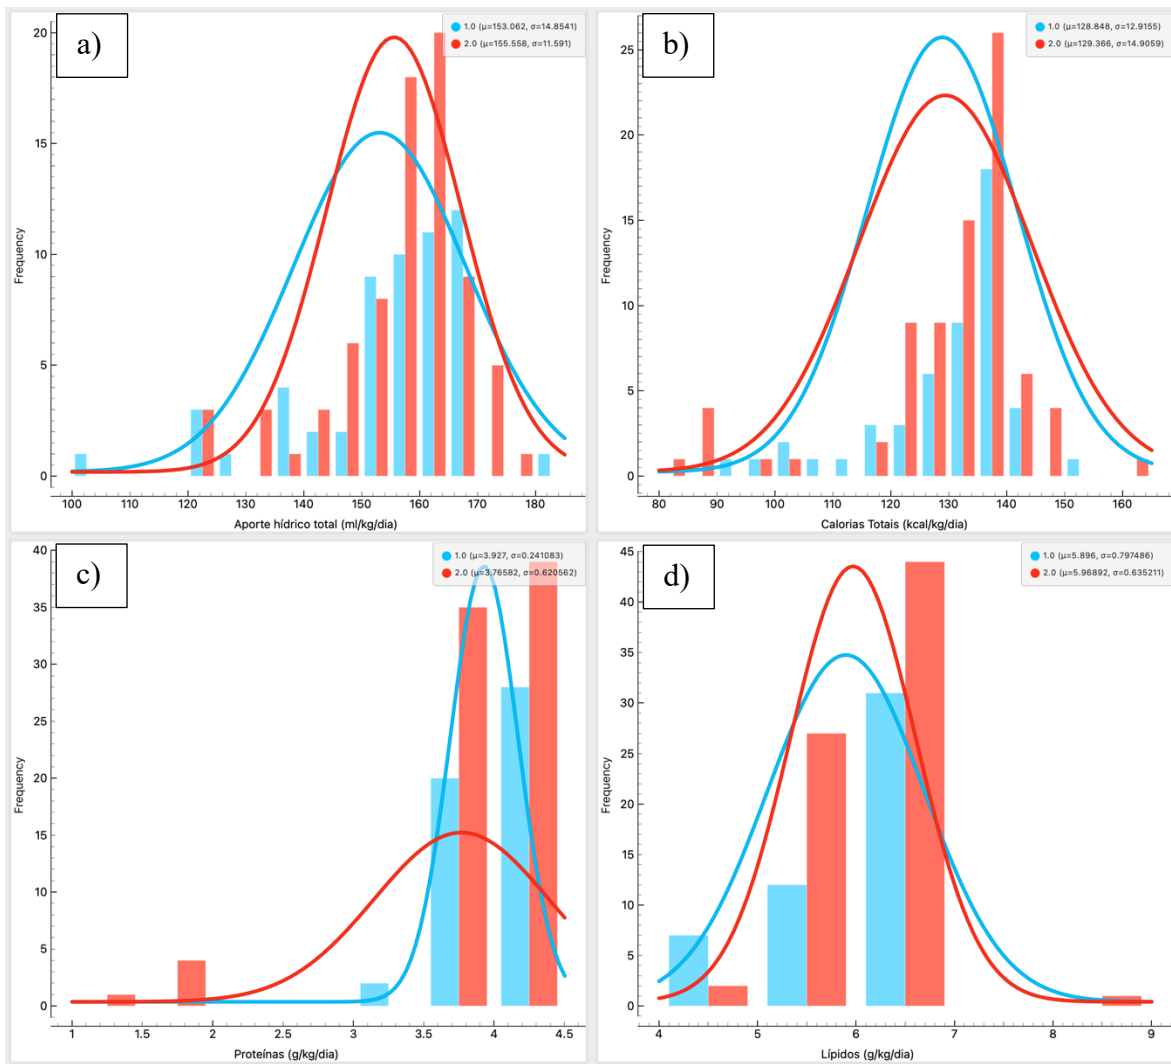 a)
1.0 (μ=153.062, σ=14.8541)
2.0 (μ=155.558, σ=11.591)
20
15
10
5
0
Frequency
100 110 120 130 140 150 160 170 180
Aporte hídrico total (ml/kg/dia)
b)
1.0 (μ=128.848, σ=12.9155)
2.0 (μ=129.366, σ=14.9059)
25
20
15
10
5
0
Frequency
80 90 100 110 120 130 140 150 160
Calorias Totais (kcal/kg/dia)
c)
1.0 (μ=3.927, σ=0.241083)
2.0 (μ=3.76582, σ=0.620562)
40
35
30
25
20
15
10
5
0
Frequency
1 1.5 2 2.5 3 3.5 4 4.5
Proteínas (g/kg/dia)
d)
1.0 (μ=5.896, σ=0.797486)
2.0 (μ=5.96892, σ=0.635211)
45
40
35
30
25
20
15
10
5
0
Frequency
4 5 6 7 8 9
Lípidos (g/kg/dia)